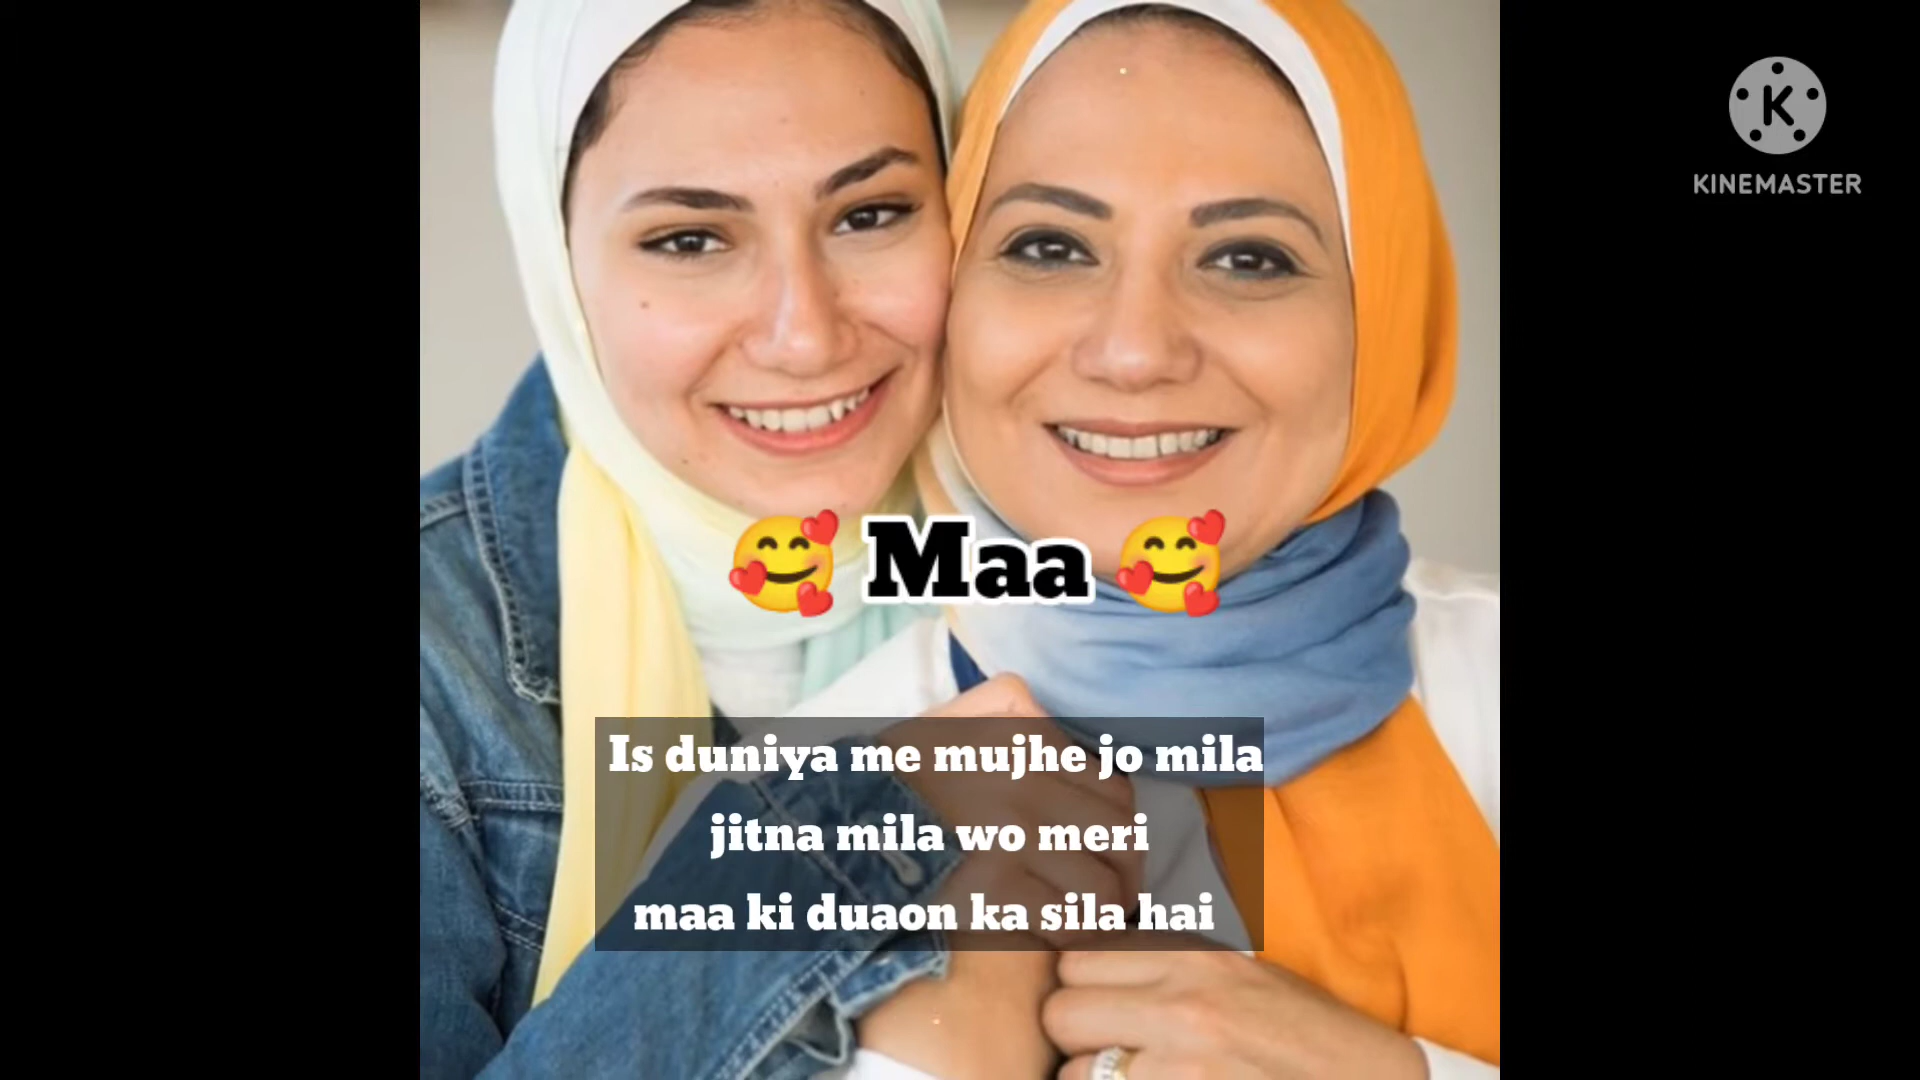 KINEMASTER
🥰 Maa 🥰
Is duniya me mujhe jo mila
jitna mila wo meri
maa ki duaon ka sila hai